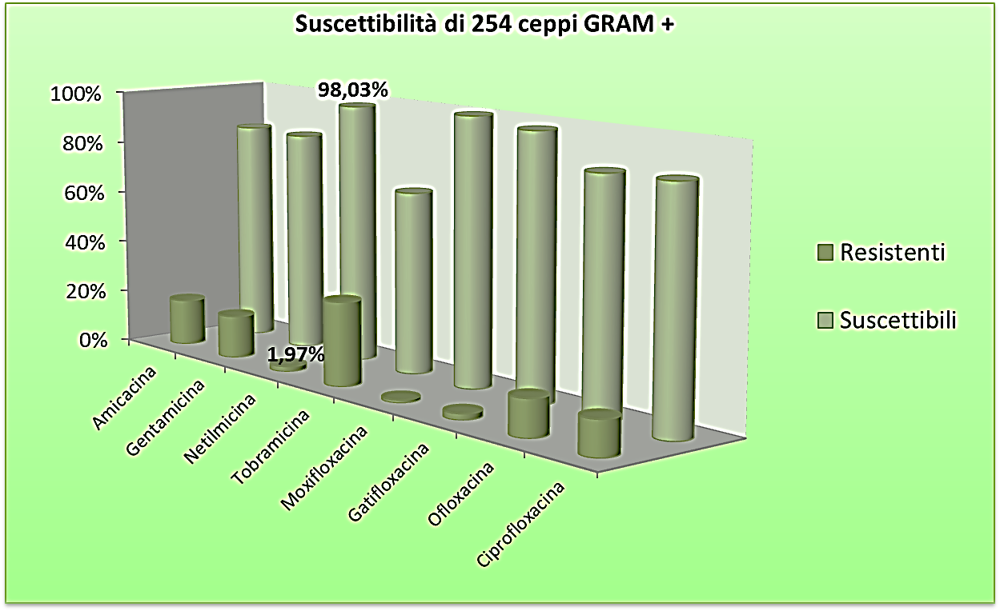 Suscettibilità di 254 ceppi GRAM +
98,03%
100%
80%
60%
40%
20%
0%
1,97%
Amicacina
Gentamicina
Netilmicina
Tobramicina
Moxifloxacina
Gatifloxacina
Ofloxacina
Ciprofloxacina
Resistenti
Suscettibili